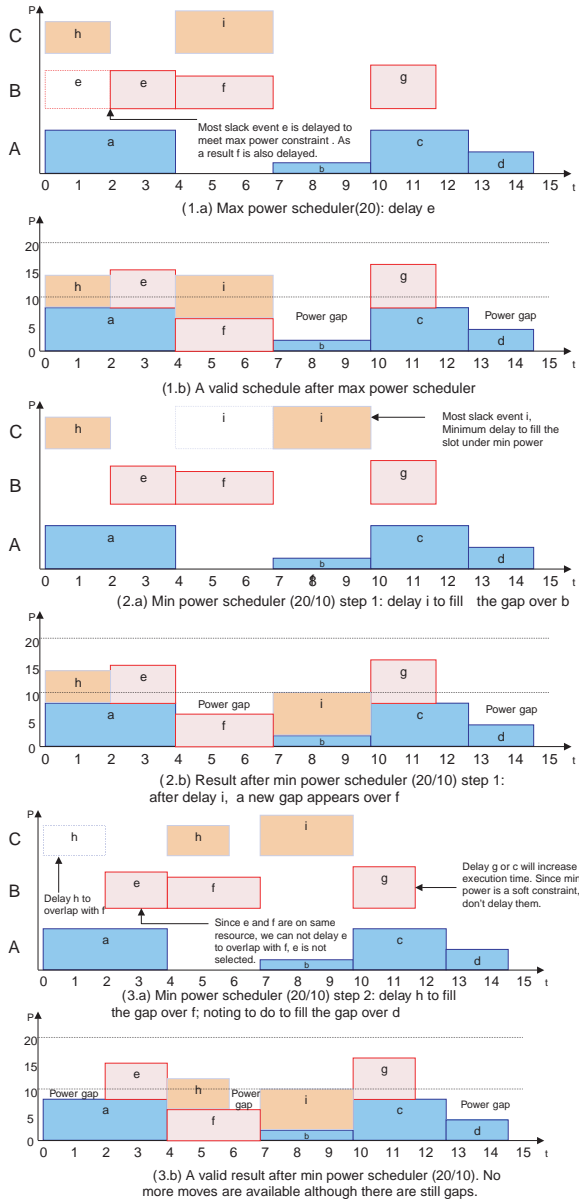 P
C
h
i
B
e
e
f
g
Most slack event e is delayed to
meet max power constraint . As
a result f is also delayed.
A
a
b
c
d
0 1 2 3 4 5 6 7 8 9 10 11 12 13 14 15 t
(1.a) Max power scheduler(20): delay e
P
20
15
10
5
0
h
e
i
g
a
f
Power gap
b
c
Power gap
d
0 1 2 3 4 5 6 7 8 9 10 11 12 13 14 15 t
(1.b) A valid schedule after max power scheduler
P
C
h
i
i
Most slack event i,
Minimum delay to fill the
slot under min power
B
e
f
g
A
a
b
c
d
0 1 2 3 4 5 6 7 8 9 10 11 12 13 14 15 t
(2.a) Min power scheduler (20/10) step 1: delay i to fill the gap over b
P
20
15
10
5
0
h
e
g
a
Power gap
f
i
b
c
Power gap
d
0 1 2 3 4 5 6 7 8 9 10 11 12 13 14 15 t
(2.b) Result after min power scheduler (20/10) step 1:
after delay i, a new gap appears over f
P
C
h
h
i
B
Delay h to
overlap with f
e
f
g
Delay g or c will increase
execution time. Since min
power is a soft constraint,
don't delay them.
Since e and f are on same
resource, we can not delay e
to overlap with f, e is not
selected.
A
a
b
c
d
0 1 2 3 4 5 6 7 8 9 10 11 12 13 14 15 t
(3.a) Min power scheduler (20/10) step 2: delay h to fill
the gap over f; noting to do to fill the gap over d
P
20
15
10
5
0
Power gap
e
h
Power
gap
i
g
a
f
b
c
Power gap
d
0 1 2 3 4 5 6 7 8 9 10 11 12 13 14 15 t
(3.b) A valid result after min power scheduler (20/10). No
more moves are available although there are still gaps.